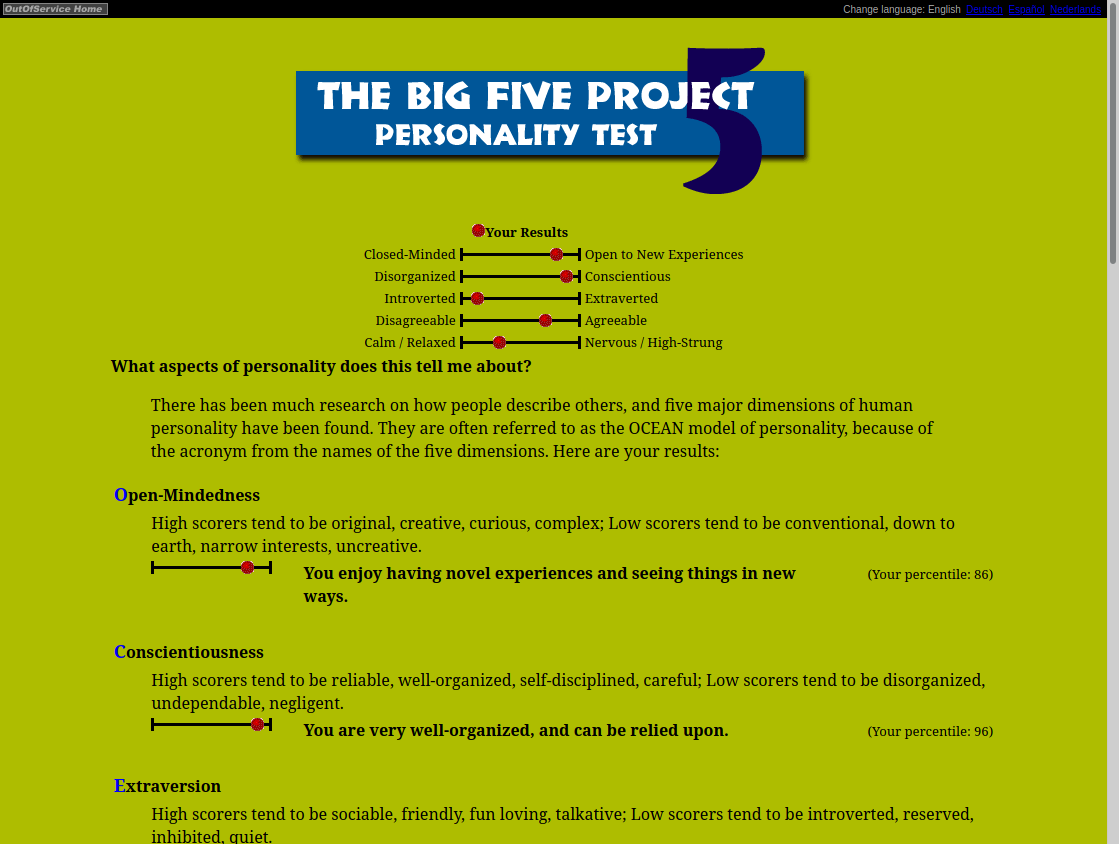 OutOfService Home
Change language: English Deutsch Español Nederlands
THE BIG FIVE PROJECT
5
PERSONALITY TEST
Your Results
Closed-Minded Open to New Experiences
Disorganized Conscientious
Introverted Extraverted
Disagreeable Agreeable
Calm / Relaxed Nervous / High-Strung
What aspects of personality does this tell me about?
There has been much research on how people describe others, and five major dimensions of human
personality have been found. They are often referred to as the OCEAN model of personality, because of
the acronym from the names of the five dimensions. Here are your results:
Open-Mindedness
High scorers tend to be original, creative, curious, complex; Low scorers tend to be conventional, down to
earth, narrow interests, uncreative.
You enjoy having novel experiences and seeing things in new (Your percentile: 86)
ways.
Conscientiousness
High scorers tend to be reliable, well-organized, self-disciplined, careful; Low scorers tend to be disorganized,
undependable, negligent.
You are very well-organized, and can be relied upon. (Your percentile: 96)
Extraversion
High scorers tend to be sociable, friendly, fun loving, talkative; Low scorers tend to be introverted, reserved,
inhibited, quiet.